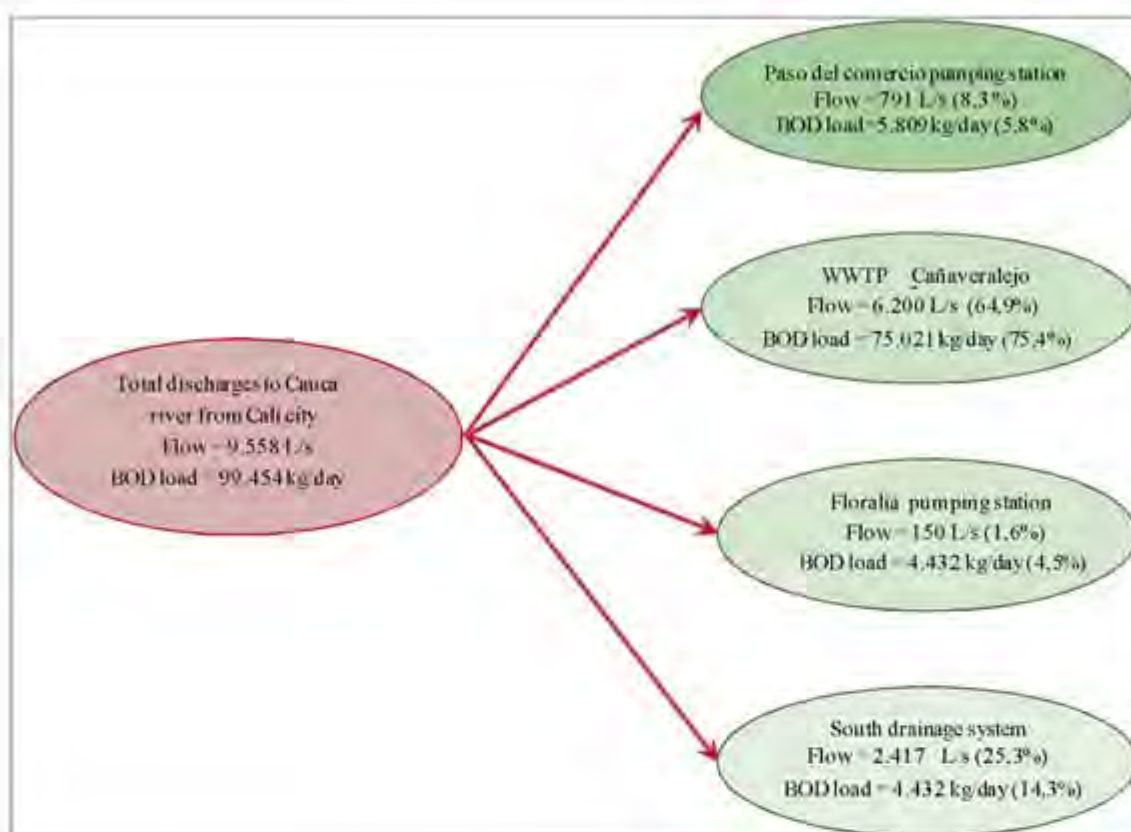 Paso del comercio pumping station
Flow = 791 L/s (8,3%)
BOD load=5.809 kg/day (5,8%)
WWTP Cañaveralejo
Flow = 6.200 L/s (64,9%)
BOD load = 75.021 kg/day (75,4%)
Total discharges to Cauca
river from Cali city
Flow = 9.558 L/s
BOD load = 99.454 kg/day
Floralia pumping station
Flow = 150 L/s (1,6%)
BOD load = 4.432 kg/day (4,5%)
South drainage system
Flow = 2.417 L/s (25,3%)
BOD load = 4.432 kg/day (14,3%)